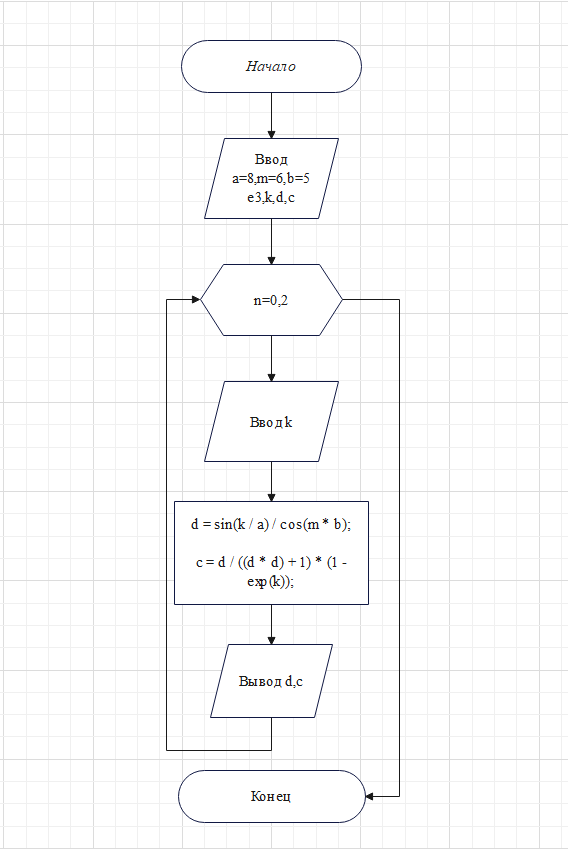 Начало
Ввод
a=8,m=6,b=5
e3,k,d,c
n=0,2
Ввод k
d = sin(k / a) / cos(m * b);
c = d / ((d * d) + 1) * (1 -
exp(k));
Вывод d,c
Конец